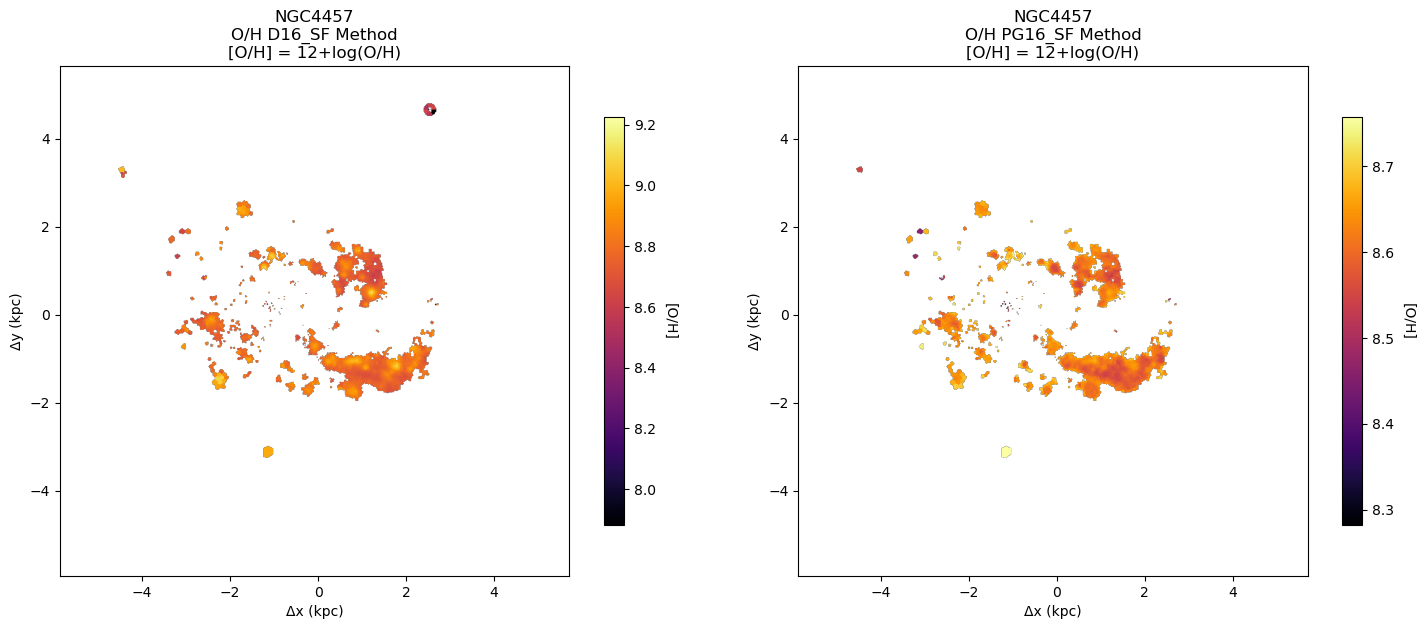 NGC4457
O/H D16_SF Method
[O/H] = 12+log(O/H)
4
2
0
−2
−4
Δy (kpc)
−4
−2
0
2
4
Δx (kpc)
9.2
9.0
8.8
8.6
8.4
8.2
8.0
[H/O]
NGC4457
O/H PG16_SF Method
[O/H] = 12+log(O/H)
4
2
0
−2
−4
Δy (kpc)
−4
−2
0
2
4
Δx (kpc)
8.7
8.6
8.5
8.4
8.3
[H/O]